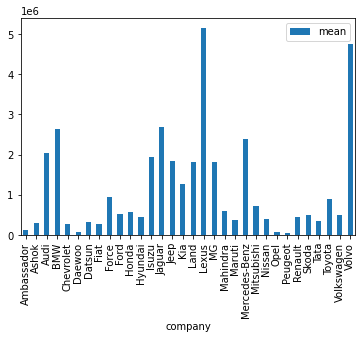 1e6
mean
5
4
3
2
1
0
Ambassador
Ashok
Audi
BMW
Chevrolet
Daewoo
Datsun
Fiat
Force
Ford
Honda
Hyundai
Isuzu
Jaguar
Jeep
Kia
Land
Lexus
MG
Mahindra
Maruti
Mercedes-Benz
Mitsubishi
Nissan
Opel
Peugeot
Renault
Skoda
Tata
Toyota
Volkswagen
Volvo
company